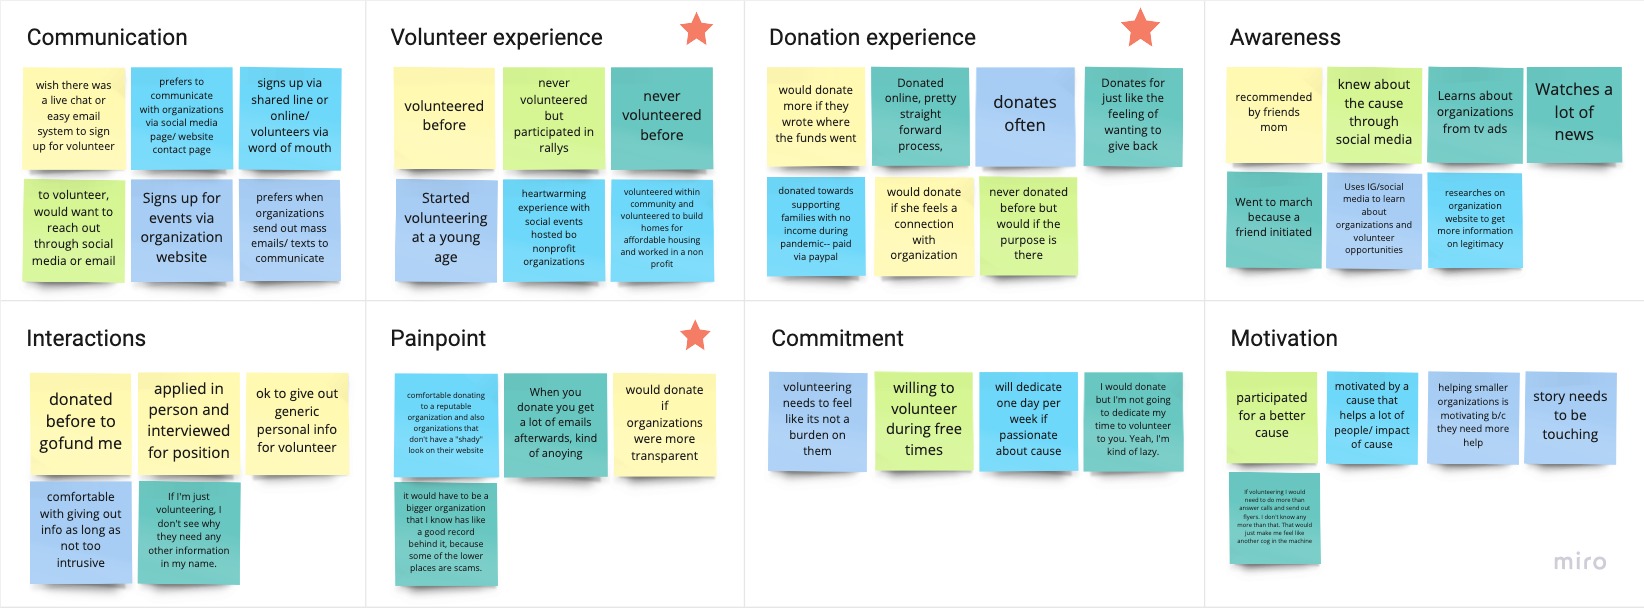 Communication
wish there was
a live chat or
easy email
system to sign
up for volunteer
prefers to
communicate
with organizations
via social media
page/ website
contact page
signs up via
shared line or
online/
volunteers via
word of mouth
to volunteer,
would want to
reach out
through social
media or email
Signs up for
events via
organization
website
prefers when
organizations
send out mass
emails/ texts to
communicate
Volunteer experience
volunteered
before
never
volunteered
but
participated in
rallys
never
volunteered
before
Started
volunteering
at a young
age
heartwarming
experience with
social events
hosted bo
nonprofit
organizations
volunteered within
community and
volunteered to build
homes for
affordable housing
and worked in a non
profit
Donation experience
would donate
more if they
wrote where
the funds went
Donated
online, pretty
straight
forward
process,
donates
often
Donates for
just like the
feeling of
wanting to
give back
donated towards
supporting
families with no
income during
pandemic-- paid
via paypal
would donate
if she feels a
connection
with
organization
never donated
before but
would if the
purpose is
there
Awareness
recommended
by friends
mom
knew about
the cause
through
social media
Learns about
organizations
from tv ads
Watches a
lot of
news
Went to march
because a
friend initiated
Uses IG/social
media to learn
about
organizations and
volunteer
opportunities
researches on
organization
website to get
more information
on legitimacy
Interactions
donated
before to
gofund me
applied in
person and
interviewed
for position
ok to give out
generic
personal info
for volunteer
comfortable
with giving out
info as long as
not too
intrusive
If I'm just
volunteering, I
don't see why
they need any
other information
in my name.
Painpoint
comfortable donating
to a reputable
organization and also
organizations that
don't have a "shady"
look on their website
When you
donate you get
a lot of emails
afterwards, kind
of anoying
would donate
if
organizations
were more
transparent
it would have to be a
bigger organization
that I know has like
a good record
behind it, because
some of the lower
places are scams.
Commitment
volunteering
needs to feel
like its not a
burden on
them
willing to
volunteer
during free
times
will dedicate
one day per
week if
passionate
about cause
I would donate
but I'm not going
to dedicate my
time to volunteer
to you. Yeah, I'm
kind of lazy.
Motivation
participated
for a better
cause
motivated by a
cause that
helps a lot of
people/ impact
of cause
helping smaller
organizations is
motivating b/c
they need more
help
story needs
to be
touching
If volunteering I would
need to do more than
answer calls and send out
flyers. I don't know any
more than that. That would
just make me feel like
another cog in the machine
miro